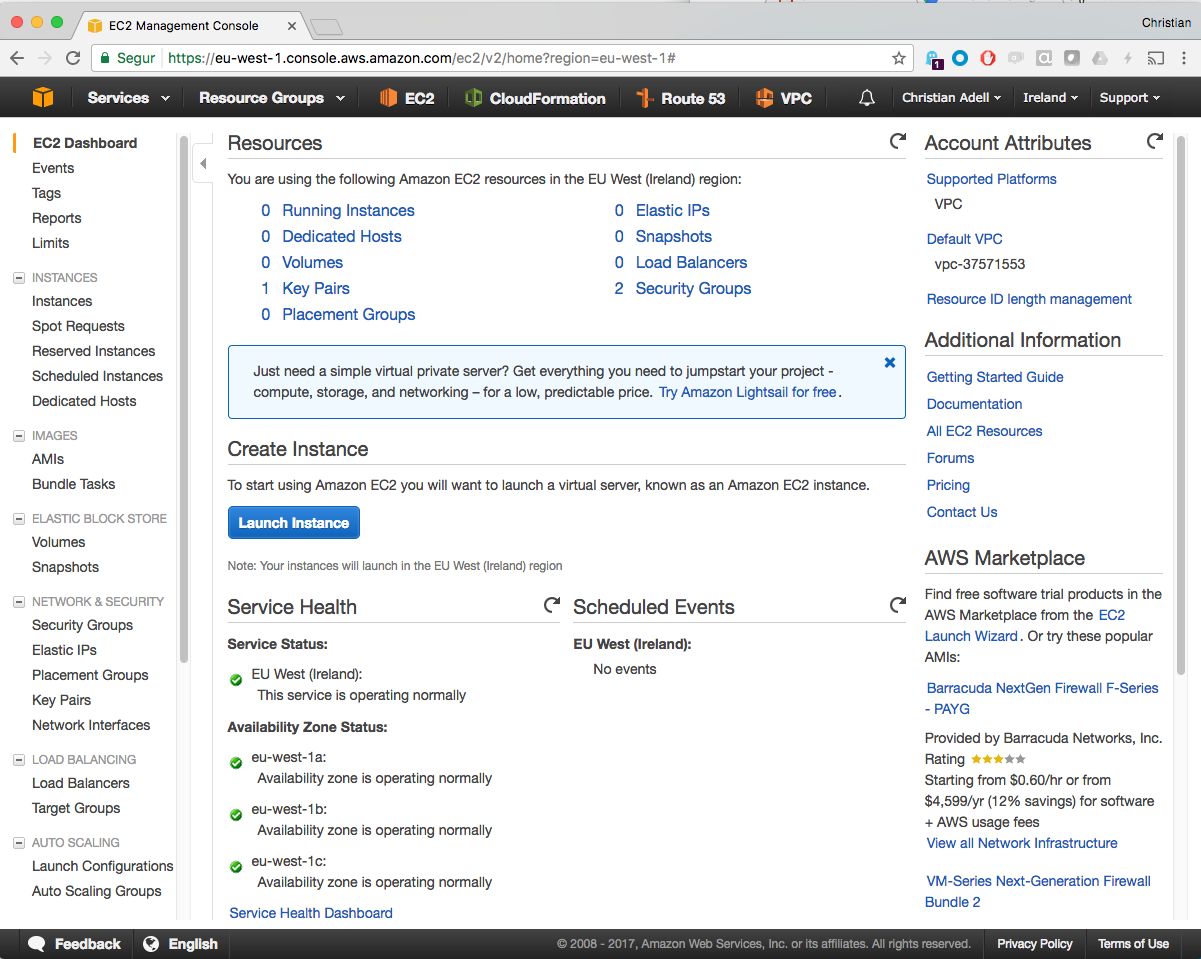 EC2 Management Console
Christian
Segur https://eu-west-1.console.aws.amazon.com/ec2/v2/home?region=eu-west-1#
1
Services Resource Groups EC2 CloudFormation Route 53 VPC Christian Adell Ireland Support
EC2 Dashboard
Events
Tags
Reports
Limits
INSTANCES
Instances
Spot Requests
Reserved Instances
Scheduled Instances
Dedicated Hosts
IMAGES
AMIs
Bundle Tasks
ELASTIC BLOCK STORE
Volumes
Snapshots
NETWORK & SECURITY
Security Groups
Elastic IPs
Placement Groups
Key Pairs
Network Interfaces
LOAD BALANCING
Load Balancers
Target Groups
AUTO SCALING
Launch Configurations
Auto Scaling Groups
Resources
You are using the following Amazon EC2 resources in the EU West (Ireland) region:
0 Running Instances
0 Dedicated Hosts
0 Volumes
1 Key Pairs
0 Placement Groups
0 Elastic IPs
0 Snapshots
0 Load Balancers
2 Security Groups
Just need a simple virtual private server? Get everything you need to jumpstart your project -
compute, storage, and networking – for a low, predictable price. Try Amazon Lightsail for free.
Create Instance
To start using Amazon EC2 you will want to launch a virtual server, known as an Amazon EC2 instance.
Launch Instance
Note: Your instances will launch in the EU West (Ireland) region
Service Health
Service Status:
EU West (Ireland):
This service is operating normally
Availability Zone Status:
eu-west-1a:
Availability zone is operating normally
eu-west-1b:
Availability zone is operating normally
eu-west-1c:
Availability zone is operating normally
Service Health Dashboard
Scheduled Events
EU West (Ireland):
No events
Account Attributes
Supported Platforms
VPC
Default VPC
vpc-37571553
Resource ID length management
Additional Information
Getting Started Guide
Documentation
All EC2 Resources
Forums
Pricing
Contact Us
AWS Marketplace
Find free software trial products in the
AWS Marketplace from the EC2
Launch Wizard. Or try these popular
AMIs:
Barracuda NextGen Firewall F-Series
- PAYG
Provided by Barracuda Networks, Inc.
Rating
Starting from $0.60/hr or from
$4,599/yr (12% savings) for software
+ AWS usage fees
View all Network Infrastructure
VM-Series Next-Generation Firewall
Bundle 2
Feedback English © 2008 - 2017, Amazon Web Services, Inc. or its affiliates. All rights reserved. Privacy Policy Terms of Use